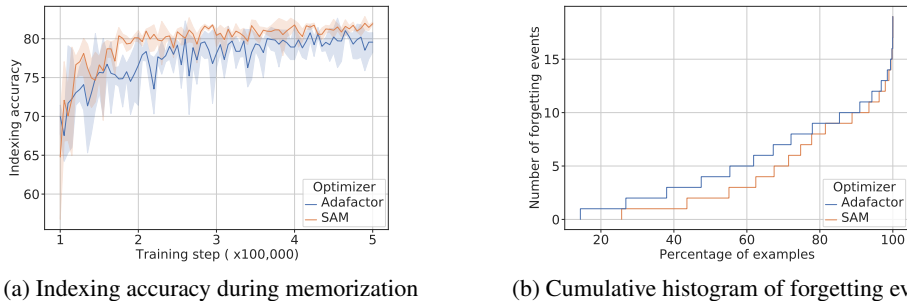 80
75
70
65
60
Indexing accuracy
Optimizer
Adafactor
SAM
1 2 3 4 5
Training step ( x100,000)
(a) Indexing accuracy during memorization
15
10
5
0
Number of forgetting events
Optimizer
Adafactor
SAM
20 40 60 80 100
Percentage of examples
(b) Cumulative histogram of forgetting ev